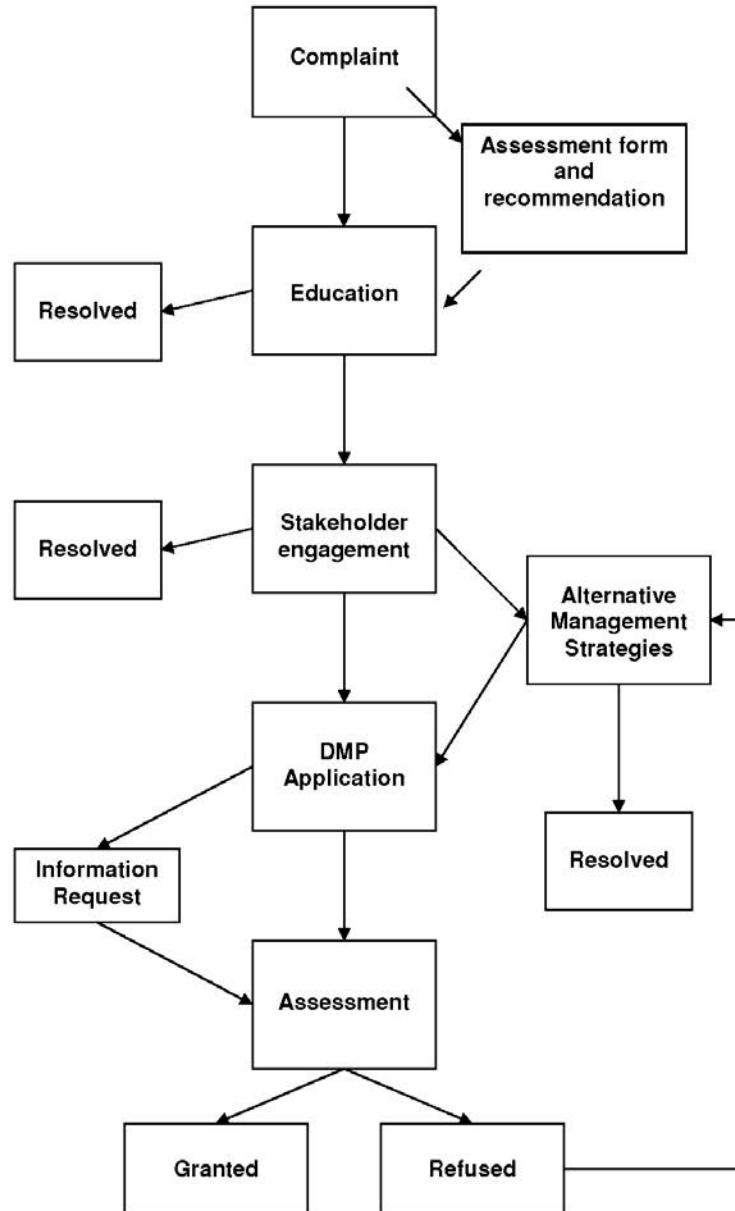 Complaint
Assessment form
and
recommendation
Education
Resolved
Stakeholder
engagement
Resolved
Alternative
Management
Strategies
DMP
Application
Resolved
Information
Request
Assessment
Granted
Refused